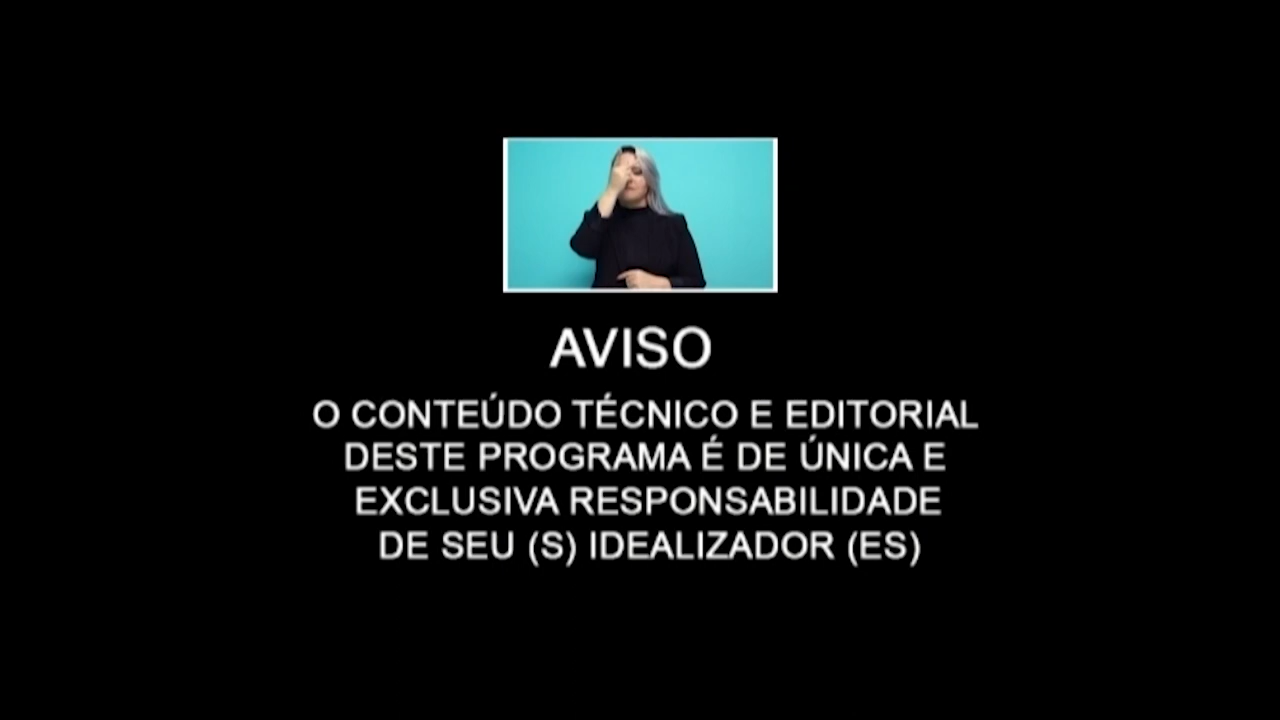 AVISO
O CONTEÚDO TÉCNICO E EDITORIAL
DESTE PROGRAMA É DE ÚNICA E
EXCLUSIVA RESPONSABILIDADE
DE SEU (S) IDEALIZADOR (ES)